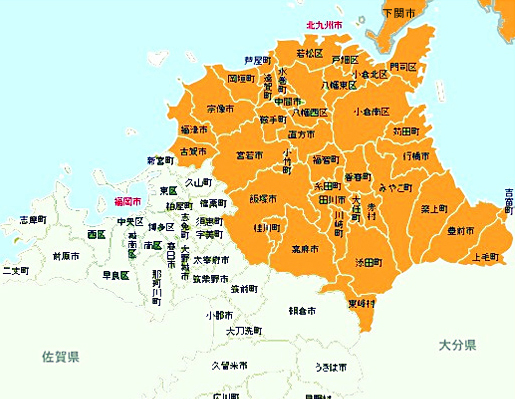 下関市
北九州市
芦屋町
若松区
戸畑区
門司区
水巻町
遠賀町
岡垣町
小倉北区
八幡東区
中間市
宗像市
八幡西区
小倉南区
鞍手町
福津市
直方市
苅田町
古賀市
小竹町
宮若市
福智町
行橋市
新宮町
香春町
久山町
糸田町
みやこ町
吉富町
東区
飯塚市
田川市
大任町
赤村
福岡市
粕屋町
篠栗町
川崎町
築上町
志摩町
中央区
志免町
須恵町
桂川町
豊前市
西区
城南区
博多区
宇美町
南区
春日市
大野城市
嘉麻市
上毛町
前原市
太宰府市
添田町
二丈町
早良区
那珂川町
筑紫野市
筑前町
東峰村
小郡市
朝倉市
大刀洗町
大分県
佐賀県
久留米市
うきは市
広川町